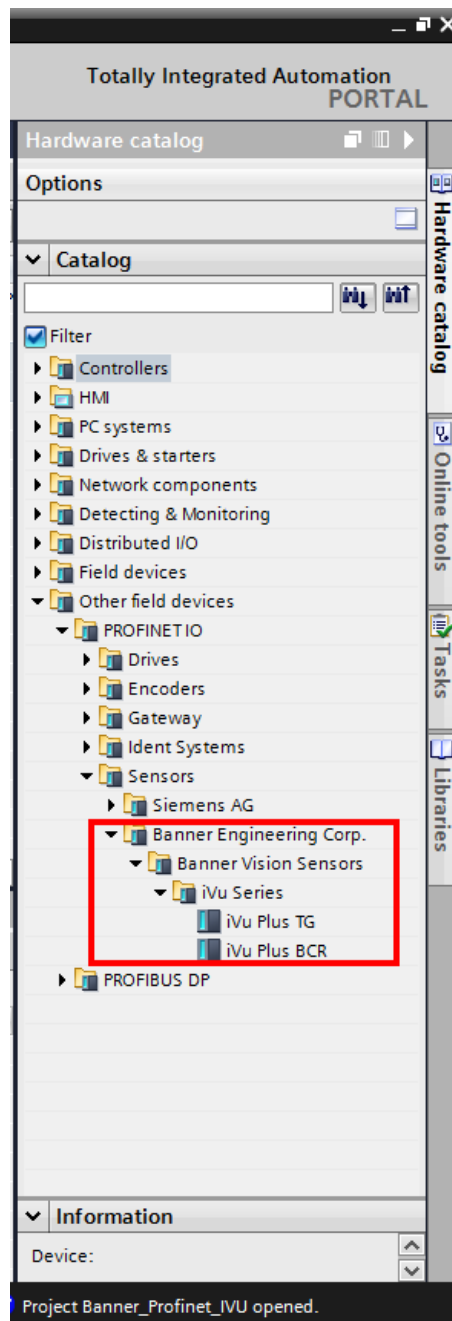 Totally Integrated Automation
PORTAL
Hardware catalog
Options
Catalog
Filter
Controllers
HMI
PC systems
Drives & starters
Network components
Detecting & Monitoring
Distributed I/O
Field devices
Other field devices
PROFINET IO
Drives
Encoders
Gateway
Ident Systems
Sensors
Siemens AG
Banner Engineering Corp.
Banner Vision Sensors
iVu Series
iVu Plus TG
iVu Plus BCR
PROFIBUS DP
Information
Device:
Project Banner_Profinet_IVU opened.
Hardware catalog
Online tools
Tasks
Libraries